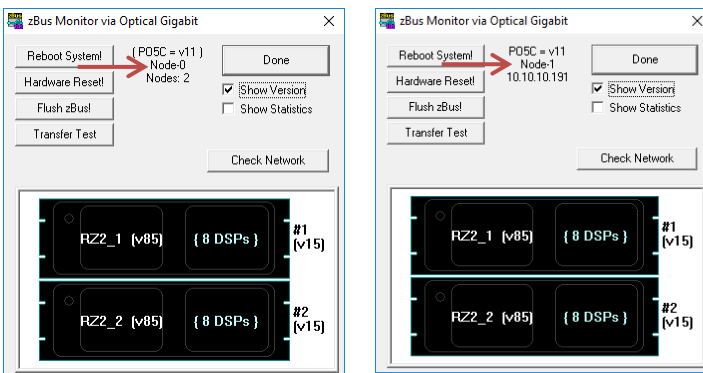 zBus Monitor via Optical Gigabit
Reboot System!
( PO5C = v11 )
Node-0
Nodes: 2
Done
Hardware Reset!
Show Version
Flush zBus!
Show Statistics
Transfer Test
Check Network
RZ2_1 (v85)
{ 8 DSPs }
#1
(v15)
RZ2_2 (v85)
{ 8 DSPs }
#2
(v15)
zBus Monitor via Optical Gigabit
Reboot System!
PO5C = v11
Node-1
10.10.10.191
Done
Hardware Reset!
Show Version
Flush zBus!
Show Statistics
Transfer Test
Check Network
RZ2_1 (v85)
{ 8 DSPs }
#1
(v15)
RZ2_2 (v85)
{ 8 DSPs }
#2
(v15)